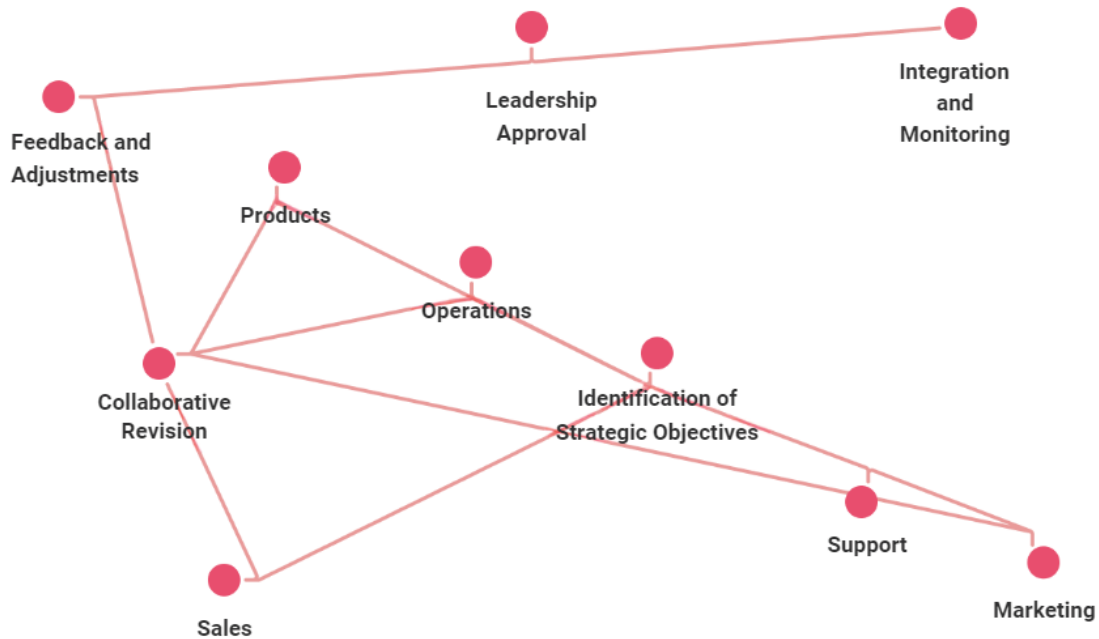 Integration
and
Monitoring
Leadership
Approval
Feedback and
Adjustments
Products
Operations
Identification of
Strategic Objectives
Collaborative
Revision
Support
Marketing
Sales